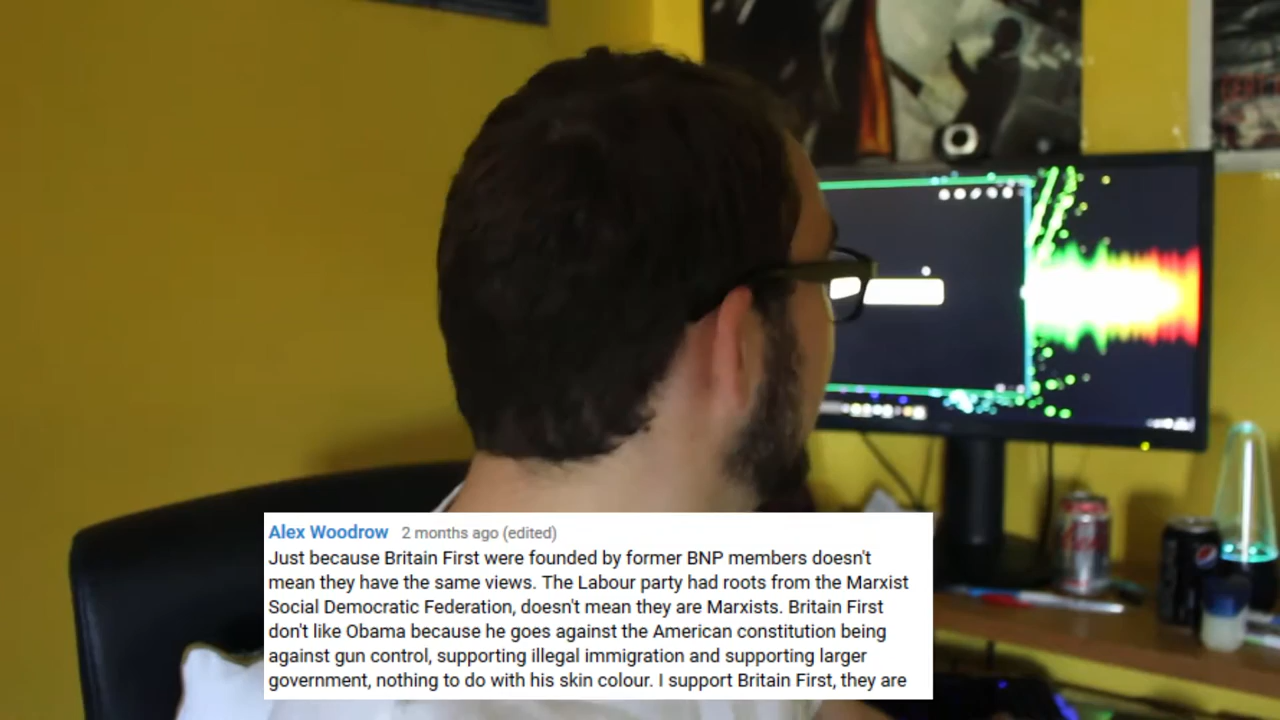 Alex Woodrow 2 months ago (edited)
Just because Britain First were founded by former BNP members doesn't
mean they have the same views. The Labour party had roots from the Marxist
Social Democratic Federation, doesn't mean they are Marxists. Britain First
don't like Obama because he goes against the American constitution being
against gun control, supporting illegal immigration and supporting larger
government, nothing to do with his skin colour. I support Britain First, they are